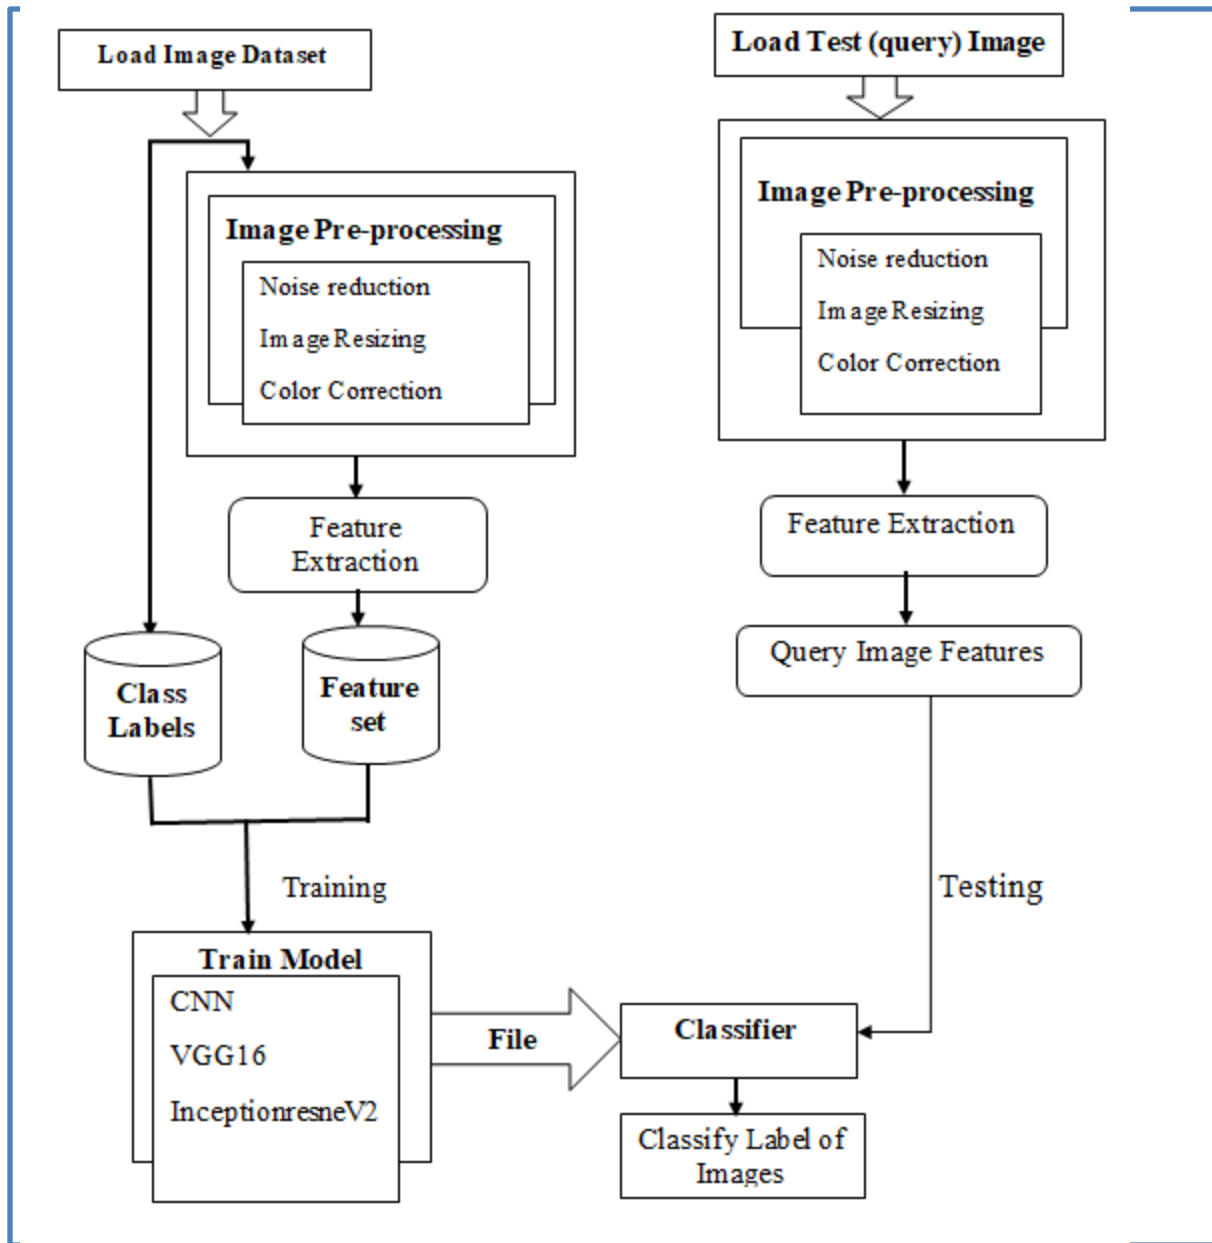 Load Image Dataset
Image Pre-processing
Noise reduction
Image Resizing
Color Correction
Feature
Extraction
Class
Labels
Feature
set
Training
Train Model
CNN
VGG16
InceptionresneV2
File
Load Test (query) Image
Image Pre-processing
Noise reduction
Image Resizing
Color Correction
Feature Extraction
Query Image Features
Testing
Classifier
Classify Label of
Images